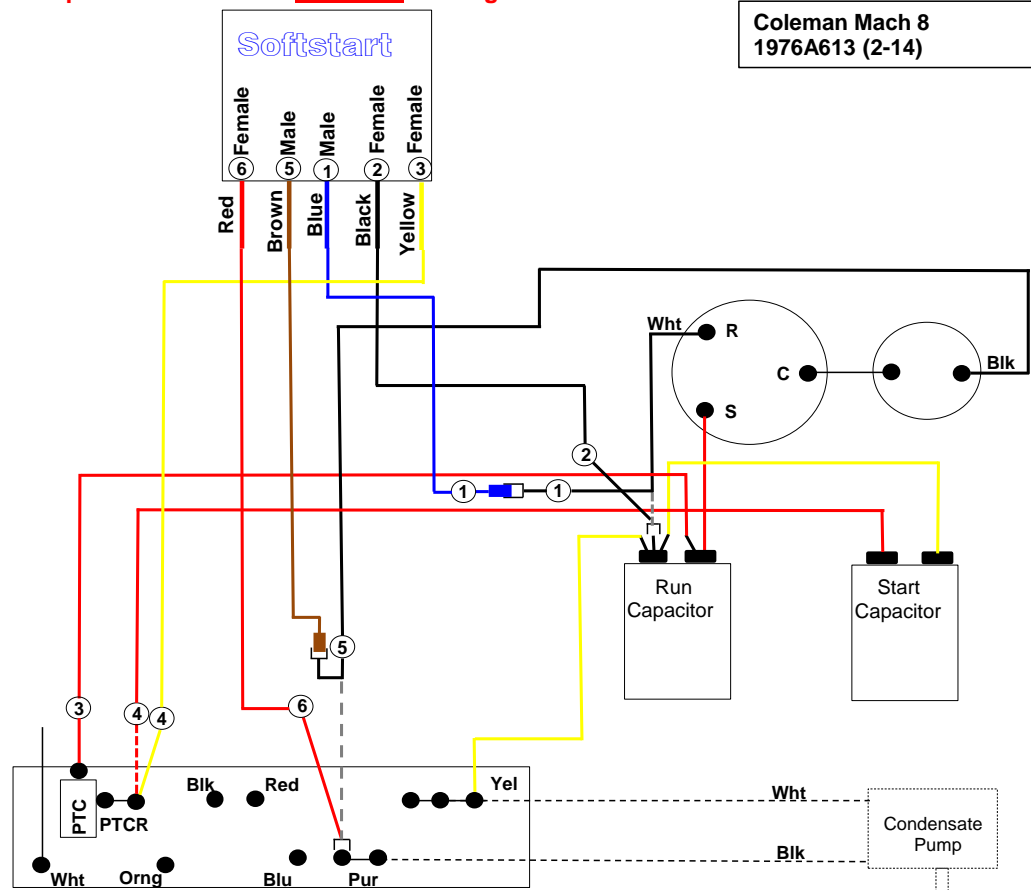 Coleman Mach 8
1976A613 (2-14)
Softstart
Female
Male
Male
Female
Female
6
5
1
2
3
Red
Brown
Blue
Black
Yellow
Wht
R
C
Blk
S
2
1
1
Run
Capacitor
Start
Capacitor
5
6
3
4
4
PTC
PTCR
Blk
Red
Yel
Wht
Condensate
Pump
Blk
Wht
Orng
Blu
Pur